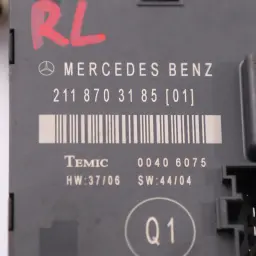 RL
MERCEDES BENZ
211 870 31 85 [01]
TEMIC 0040 6075
HW:37/06 SW:44/04
Q1